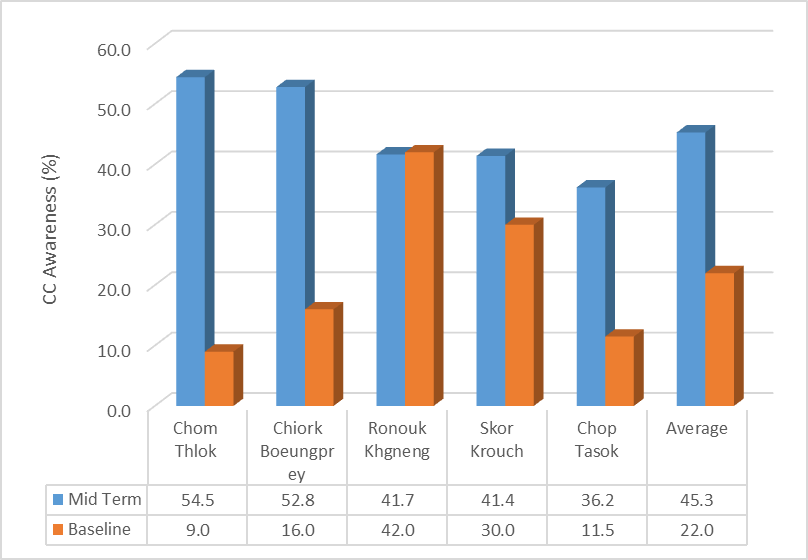 CC Awareness (%)
60.0
50.0
40.0
30.0
20.0
10.0
0.0
Chom
Thlok
Chiork
Boeungpr
ey
Ronouk
Khgneng
Skor
Krouch
Chop
Tasok
Average
Mid Term 54.5 52.8 41.7 41.4 36.2 45.3
Baseline 9.0 16.0 42.0 30.0 11.5 22.0